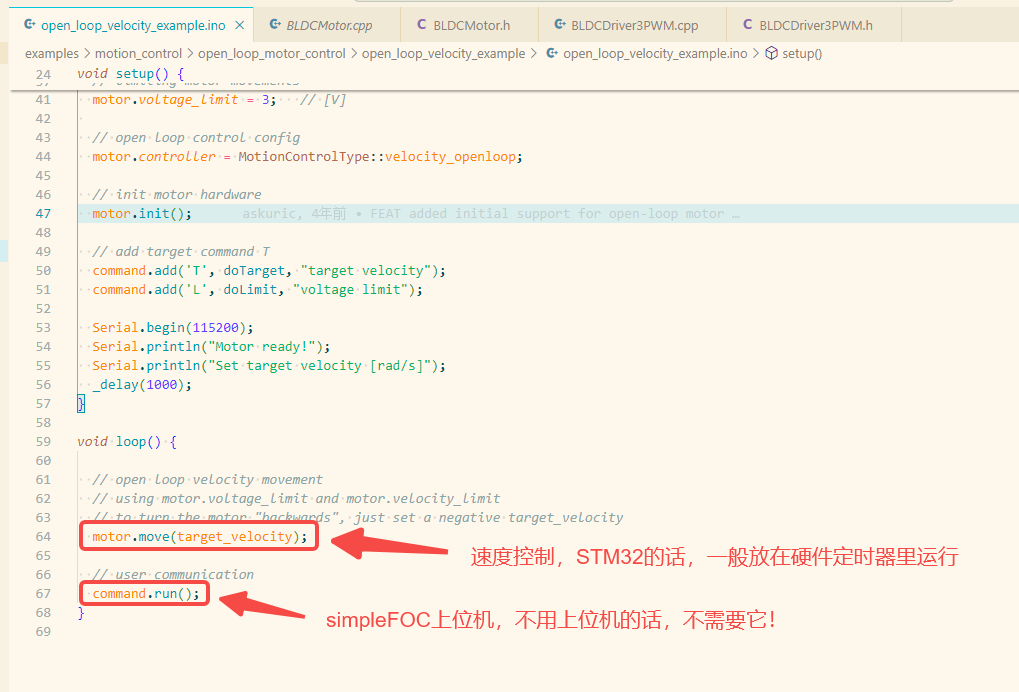 open_loop_velocity_example.ino × BLDCMotor.cpp BLDCMotor.h BLDCDriver3PWM.cpp BLDCDriver3PWM.h
examples > motion_control > open_loop_motor_control > open_loop_velocity_example > open_loop_velocity_example.ino > setup()
24 void setup() {
41 motor.voltage_limit = 3; // [V]
42
43 // open loop control config
44 motor.controller = MotionControlType::velocity_openloop;
45
46 // init motor hardware
47 motor.init(); askuric, 4年前 • FEAT added initial support for open-loop motor …
48
49 // add target command T
50 command.add('T', doTarget, "target velocity");
51 command.add('L', doLimit, "voltage limit");
52
53 Serial.begin(115200);
54 Serial.println("Motor ready!");
55 Serial.println("Set target velocity [rad/s]");
56 _delay(1000);
57 }
58
59 void loop() {
60
61 // open loop velocity movement
62 // using motor.voltage_limit and motor.velocity_limit
63 // to turn the motor "backwards", just set a negative target_velocity
64 motor.move(target_velocity);
速度控制，STM32的话，一般放在硬件定时器里运行
65
66 // user communication
67 command.run();
simpleFOC上位机，不用上位机的话，不需要它！
68 }
69